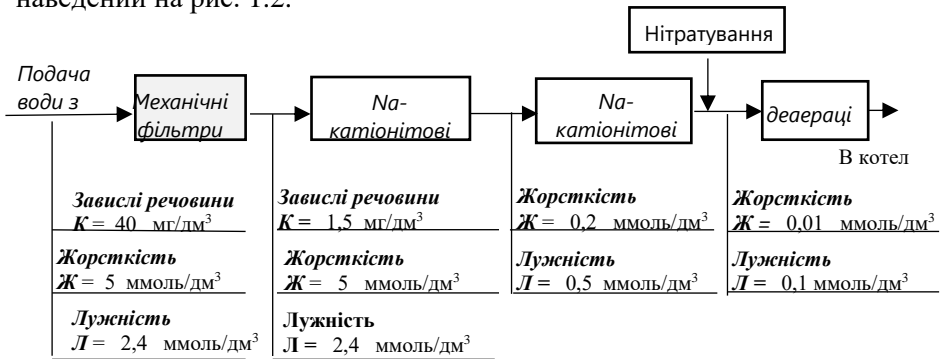 наведений на рис. 1.2.
Нітратування
Подача
води з
Механічні
фільтри
Na-
катіонітові
Na-
катіонітові
деаераці
В котел
Завислі речовини
К = 40 мг/дм³
Жорсткість
Ж = 5 ммоль/дм³
Лужність
Л = 2,4 ммоль/дм³
Завислі речовини
К = 1,5 мг/дм³
Жорсткість
Ж = 5 ммоль/дм³
Лужність
Л = 2,4 ммоль/дм³
Жорсткість
Ж = 0,2 ммоль/дм³
Лужність
Л = 0,5 ммоль/дм³
Жорсткість
Ж = 0,01 ммоль/дм³
Лужність
Л = 0,1 ммоль/дм³